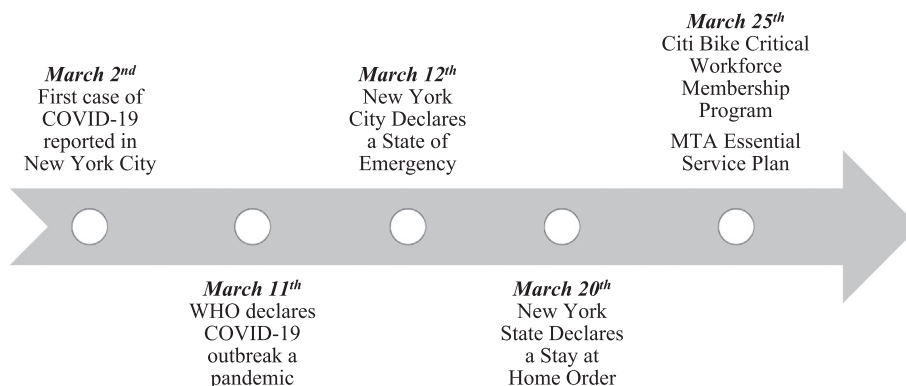 March 2nd
First case of
COVID-19
reported in
New York City
March 11th
WHO declares
COVID-19
outbreak a
pandemic
March 12th
New York
City Declares
a State of
Emergency
March 20th
New York
State Declares
a Stay at
Home Order
March 25th
Citi Bike Critical
Workforce
Membership
Program
MTA Essential
Service Plan